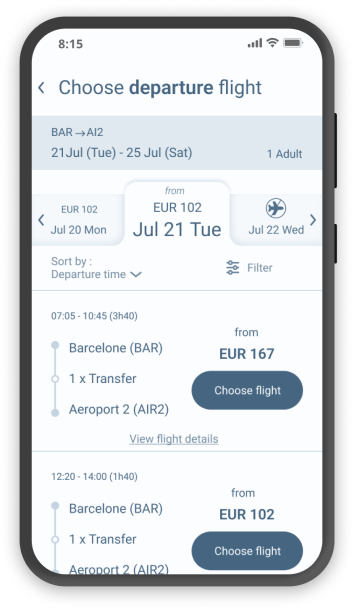 8:15
Choose departure flight
BAR → AI2
21Jul (Tue) - 25 Jul (Sat)
1 Adult
EUR 102
Jul 20 Mon
from
EUR 102
Jul 21 Tue
Jul 22 Wed
Sort by :
Departure time
Filter
07:05 - 10:45 (3h40)
Barcelone (BAR)
1 x Transfer
Aeroport 2 (AIR2)
from
EUR 167
Choose flight
View flight details
12:20 - 14:00 (1h40)
Barcelone (BAR)
1 x Transfer
Aeroport 2 (AIR2)
from
EUR 102
Choose flight